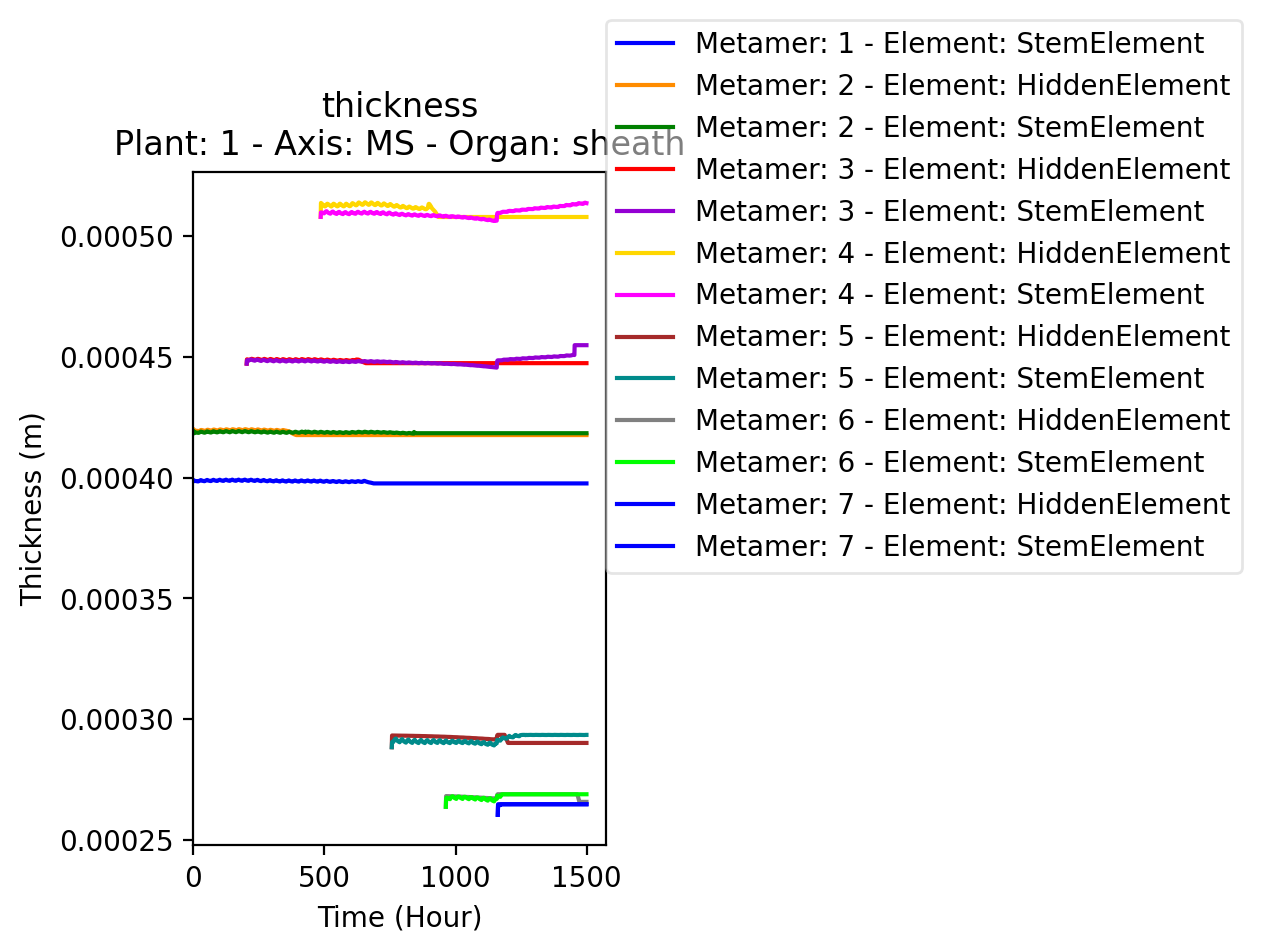 thickness
Plant: 1 - Axis: MS - Organ: sheath
Metamer: 1 - Element: StemElement
Metamer: 2 - Element: HiddenElement
Metamer: 2 - Element: StemElement
Metamer: 3 - Element: HiddenElement
Metamer: 3 - Element: StemElement
Metamer: 4 - Element: HiddenElement
Metamer: 4 - Element: StemElement
Metamer: 5 - Element: HiddenElement
Metamer: 5 - Element: StemElement
Metamer: 6 - Element: HiddenElement
Metamer: 6 - Element: StemElement
Metamer: 7 - Element: HiddenElement
Metamer: 7 - Element: StemElement
Thickness (m)
0.00050
0.00045
0.00040
0.00035
0.00030
0.00025
0 500 1000 1500
Time (Hour)